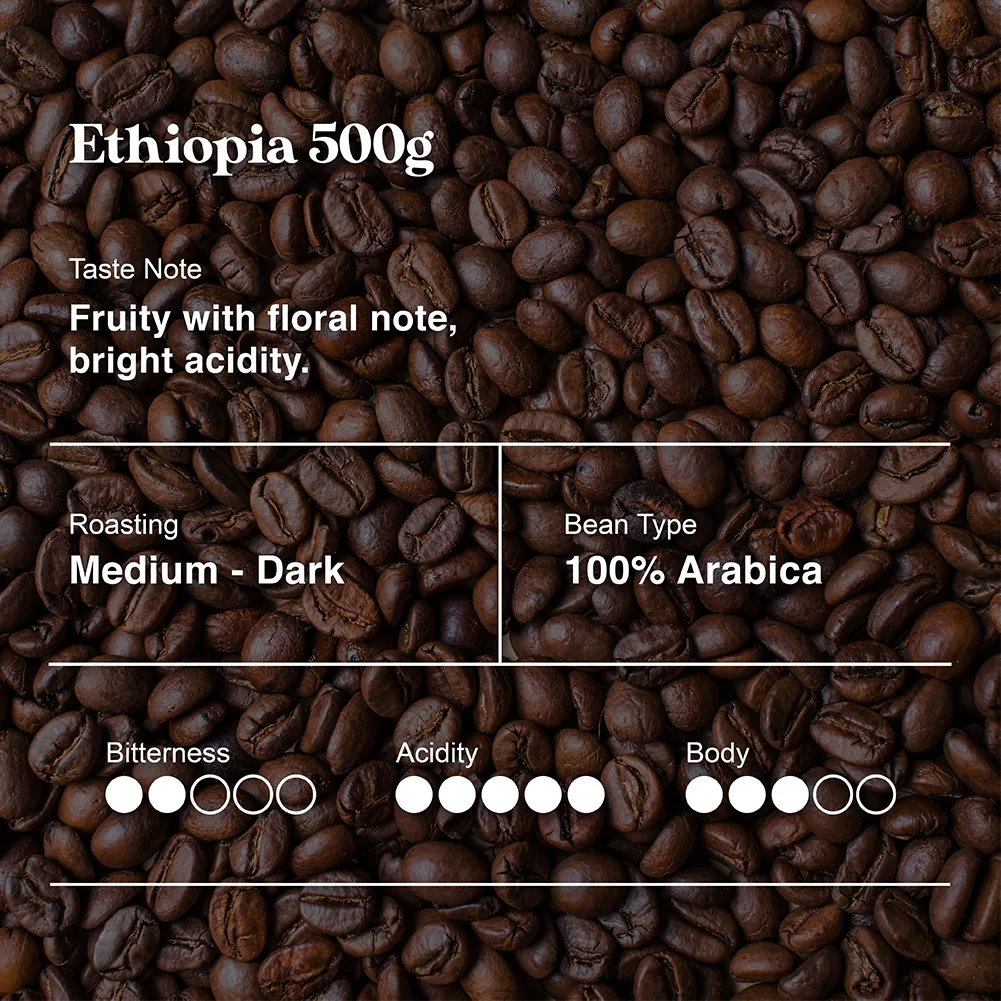 Ethiopia 500g
Taste Note
Fruity with floral note,
bright acidity.
Roasting
Medium - Dark
Bean Type
100% Arabica
Bitterness
Acidity
Body